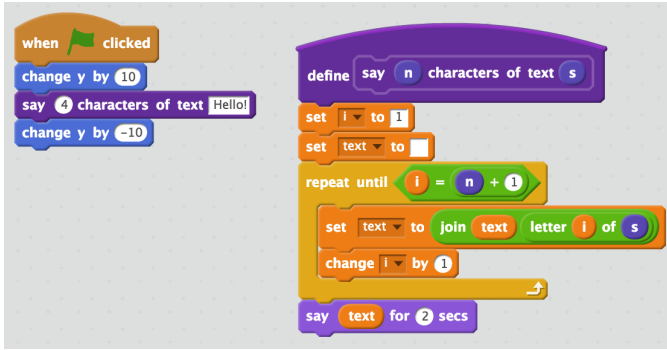 when clicked
change y by 10
say 4 characters of text Hello!
change y by -10
define say n characters of text s
set i to 1
set text to
repeat until i = n + 1
set text to join text letter i of s
change i by 1
say text for 2 secs